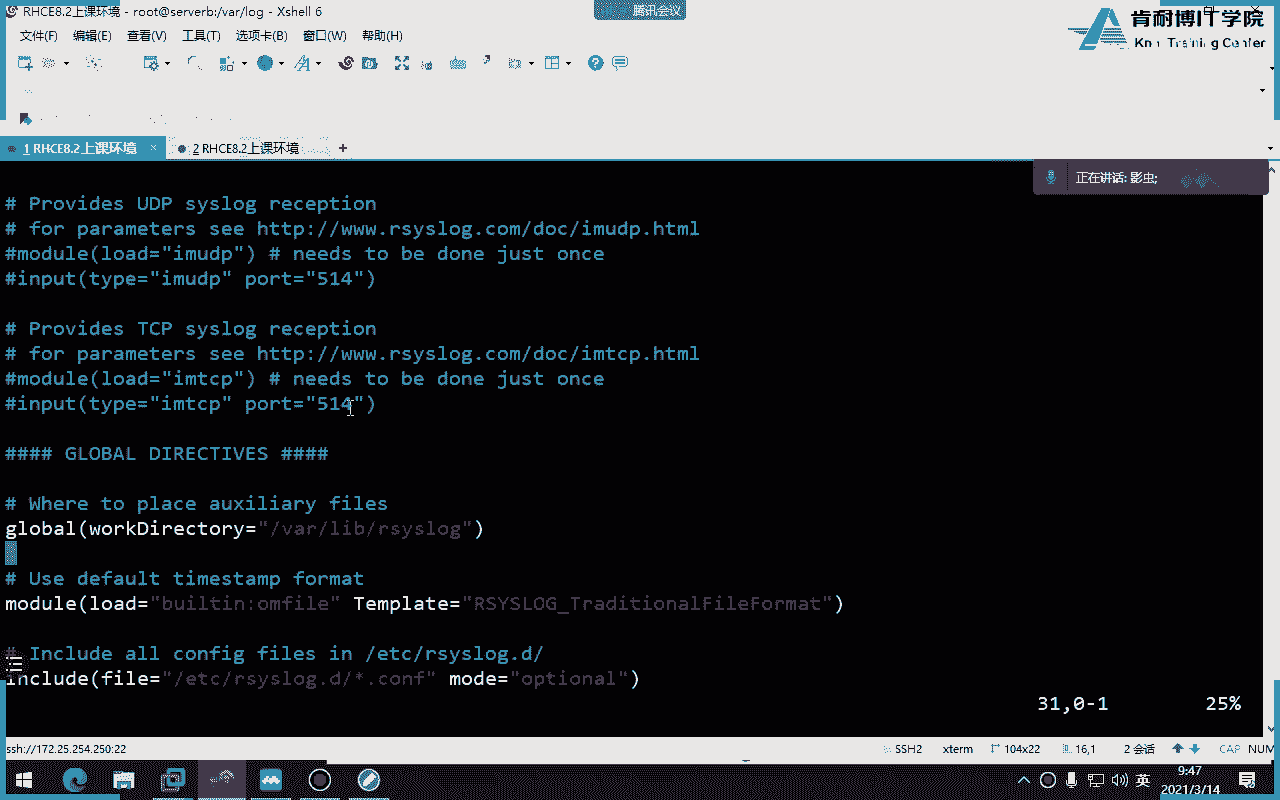 RHCE8.2上课环境 - root@serverb:/var/log - Xshell 6
腾讯会议
肯耐博IT学院
Training Center
文件(F) 编辑(E) 查看(V) 工具(T) 选项卡(B) 窗口(W) 帮助(H)
1 RHCE8.2上课环境 × 2 RHCE8.2上课环境 +
正在讲话: 影虫;
# Provides UDP syslog reception
# for parameters see http://www.rsyslog.com/doc/imudp.html
#module(load="imudp") # needs to be done just once
#input(type="imudp" port="514")
# Provides TCP syslog reception
# for parameters see http://www.rsyslog.com/doc/imtcp.html
#module(load="imtcp") # needs to be done just once
#input(type="imtcp" port="514")
#### GLOBAL DIRECTIVES ####
# Where to place auxiliary files
global(workDirectory="/var/lib/rsyslog")
# Use default timestamp format
module(load="builtin:omfile" Template="RSYSLOG_TraditionalFileFormat")
# Include all config files in /etc/rsyslog.d/
include(file="/etc/rsyslog.d/*.conf" mode="optional")
31,0-1 25%
ssh://172.25.254.250:22 SSH2 xterm 104x22 16,1 2 会话 CAP NUM
英 9:47
2021/3/14